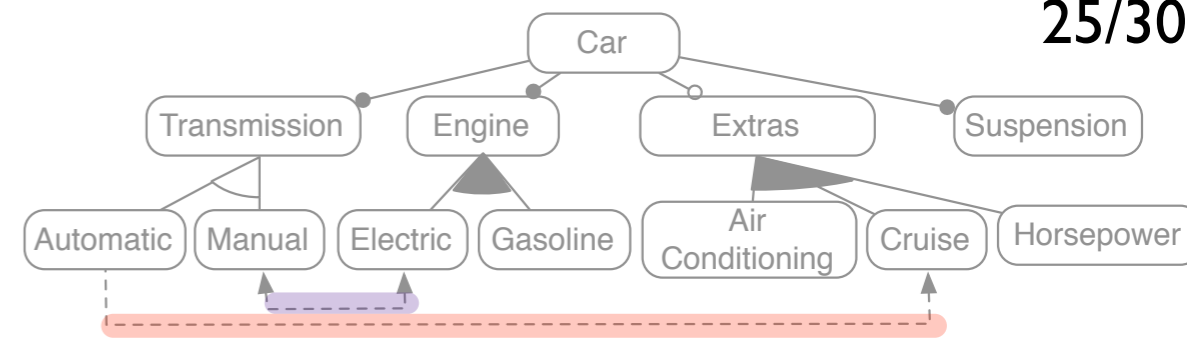 25/30
Car
Transmission
Engine
Extras
Suspension
Automatic
Manual
Electric
Gasoline
Air
Conditioning
Cruise
Horsepower